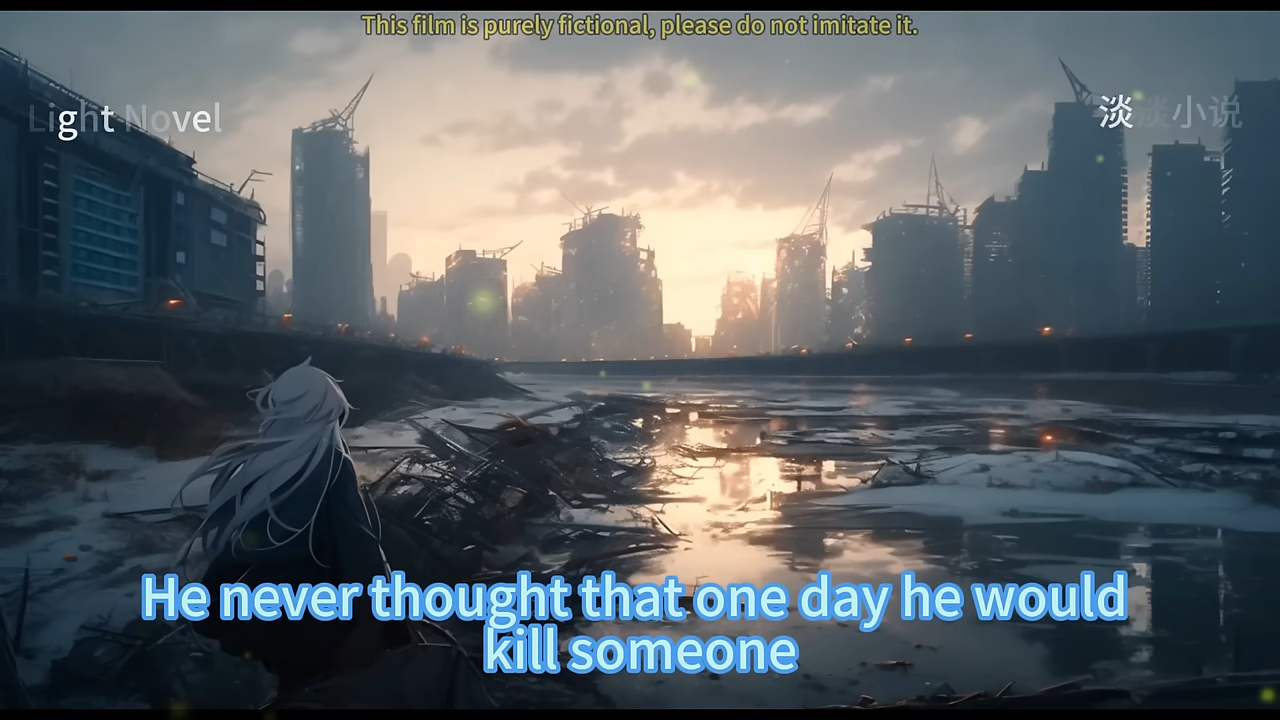 This film is purely fictional, please do not imitate it.
Light Novel
淡淡小说
He never thought that one day he would
kill someone